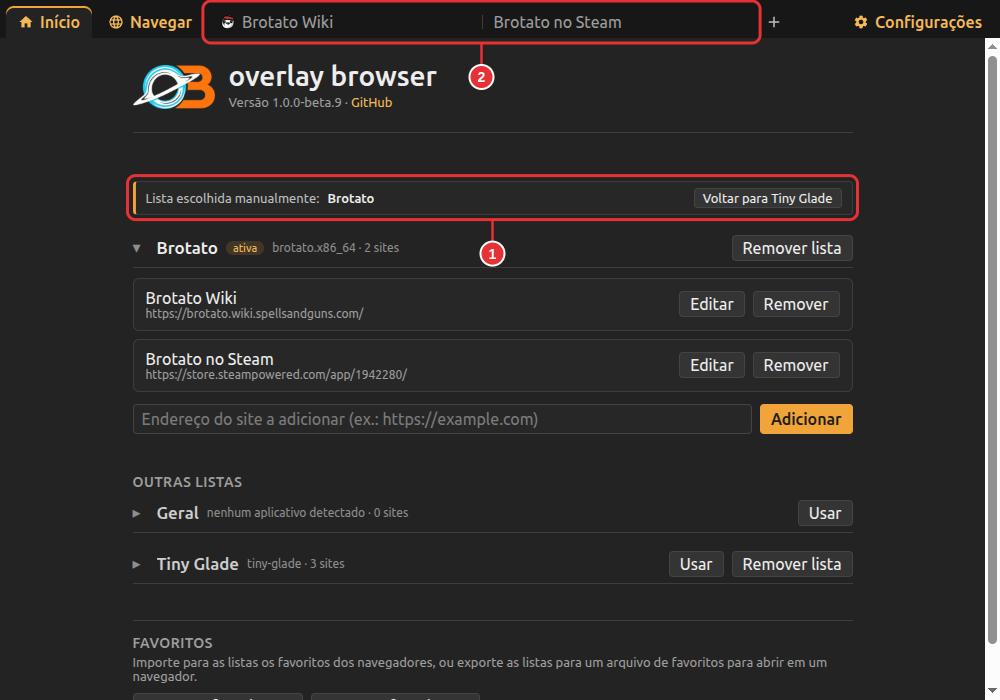 Início
Navegar
Brotato Wiki
Brotato no Steam
+
Configurações
2
overlay browser
Versão 1.0.0-beta.9 · GitHub
Lista escolhida manualmente: Brotato
Voltar para Tiny Glade
1
Brotato ativa brotato.x86_64 · 2 sites
Remover lista
Brotato Wiki
https://brotato.wiki.spellsandguns.com/
Editar
Remover
Brotato no Steam
https://store.steampowered.com/app/1942280/
Editar
Remover
Endereço do site a adicionar (ex.: https://example.com)
Adicionar
OUTRAS LISTAS
Geral nenhum aplicativo detectado · 0 sites
Usar
Tiny Glade tiny-glade · 3 sites
Usar
Remover lista
FAVORITOS
Importe para as listas os favoritos dos navegadores, ou exporte as listas para um arquivo de favoritos para abrir em um
navegador.